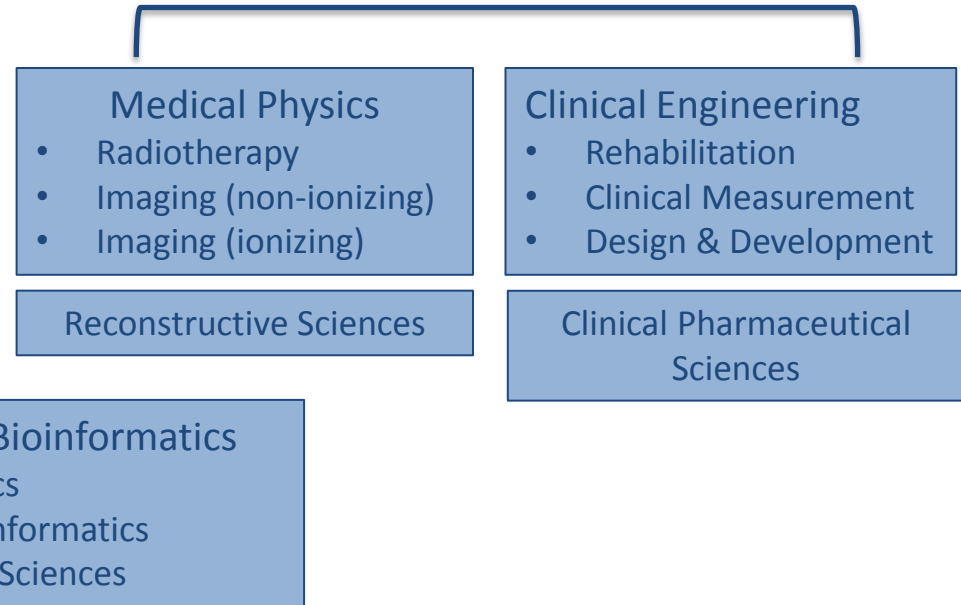 Medical Physics
• Radiotherapy
• Imaging (non-ionizing)
• Imaging (ionizing)
Clinical Engineering
• Rehabilitation
• Clinical Measurement
• Design & Development
Reconstructive Sciences
Clinical Pharmaceutical
Sciences
Bioinformatics
Sciences